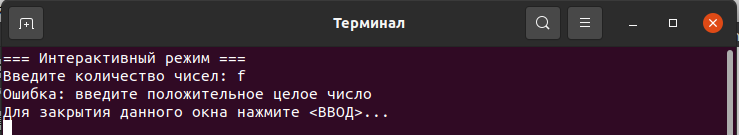 Терминал
=== Интерактивный режим ===
Введите количество чисел: f
Ошибка: введите положительное целое число
Для закрытия данного окна нажмите <ВВОД>...